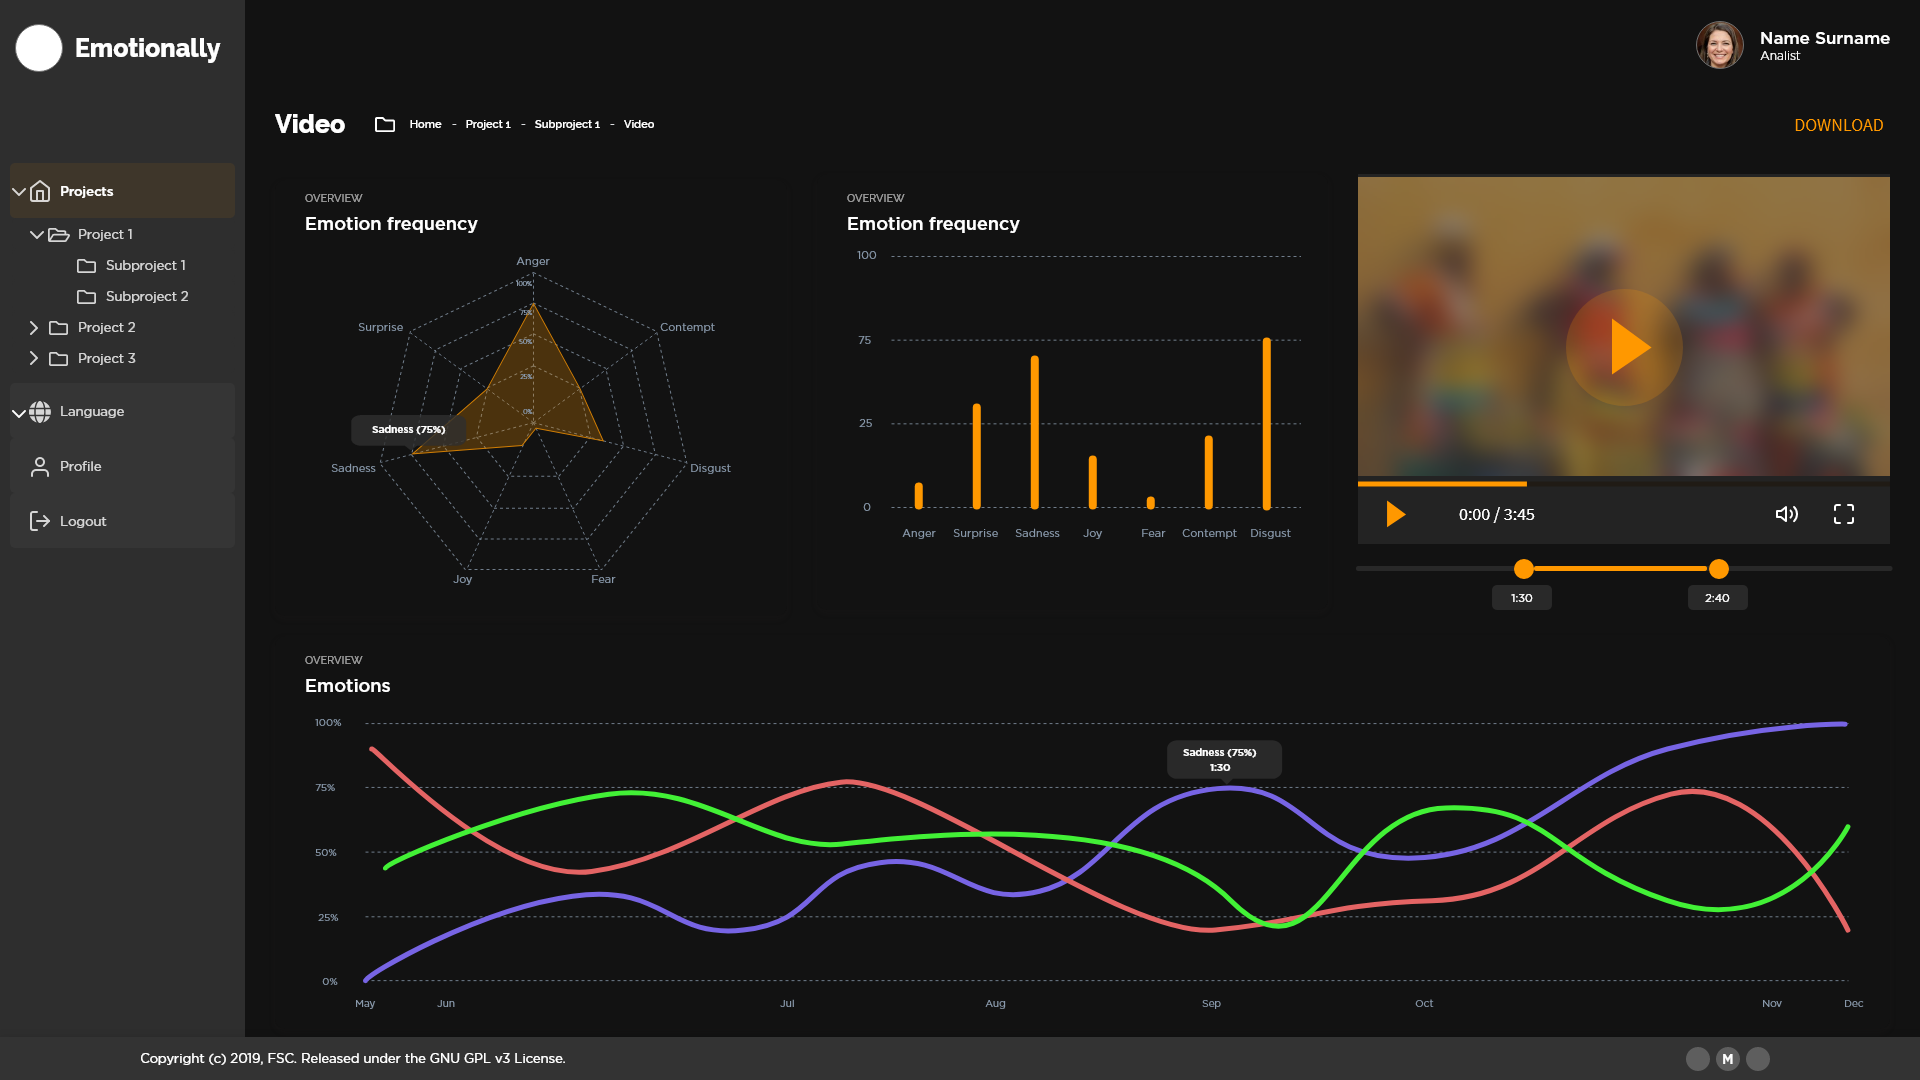 Emotionally
Name Surname
Analist
Video
Home - Project 1 - Subproject 1 - Video
DOWNLOAD
Projects
Project 1
Subproject 1
Subproject 2
Project 2
Project 3
Language
Profile
Logout
OVERVIEW
Emotion frequency
Anger
100%
75%
50%
25%
0%
Surprise
Contempt
Sadness (75%)
Sadness
Disgust
Joy
Fear
OVERVIEW
Emotion frequency
100
75
25
0
Anger Surprise Sadness Joy Fear Contempt Disgust
0:00 / 3:45
1:30
2:40
OVERVIEW
Emotions
100%
75%
50%
25%
0%
Sadness (75%)
1:30
May Jun Jul Aug Sep Oct Nov Dec
Copyright (c) 2019, FSC. Released under the GNU GPL v3 License.
M